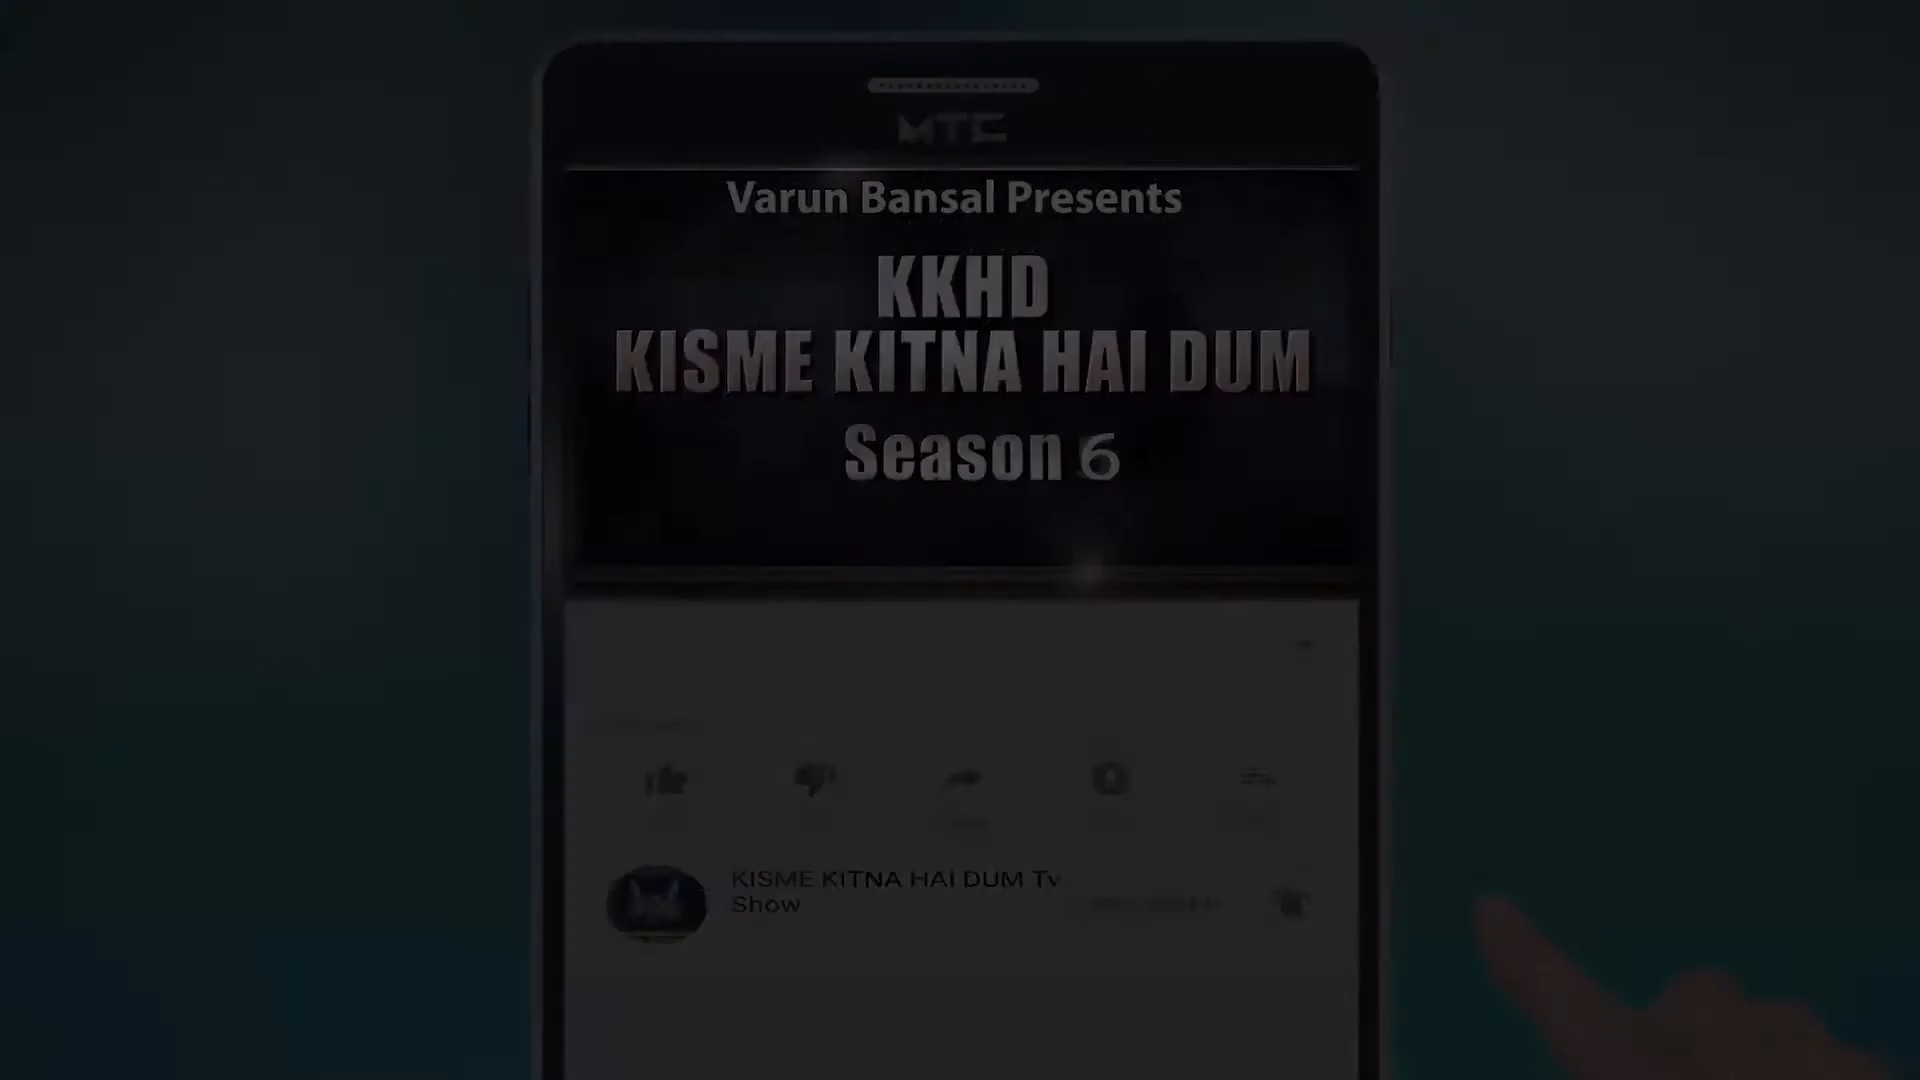 MTC
Varun Bansal Presents
KKHD
KISME KITNA HAI DUM
Season 6
KISME KITNA HAI DUM Tv
Show